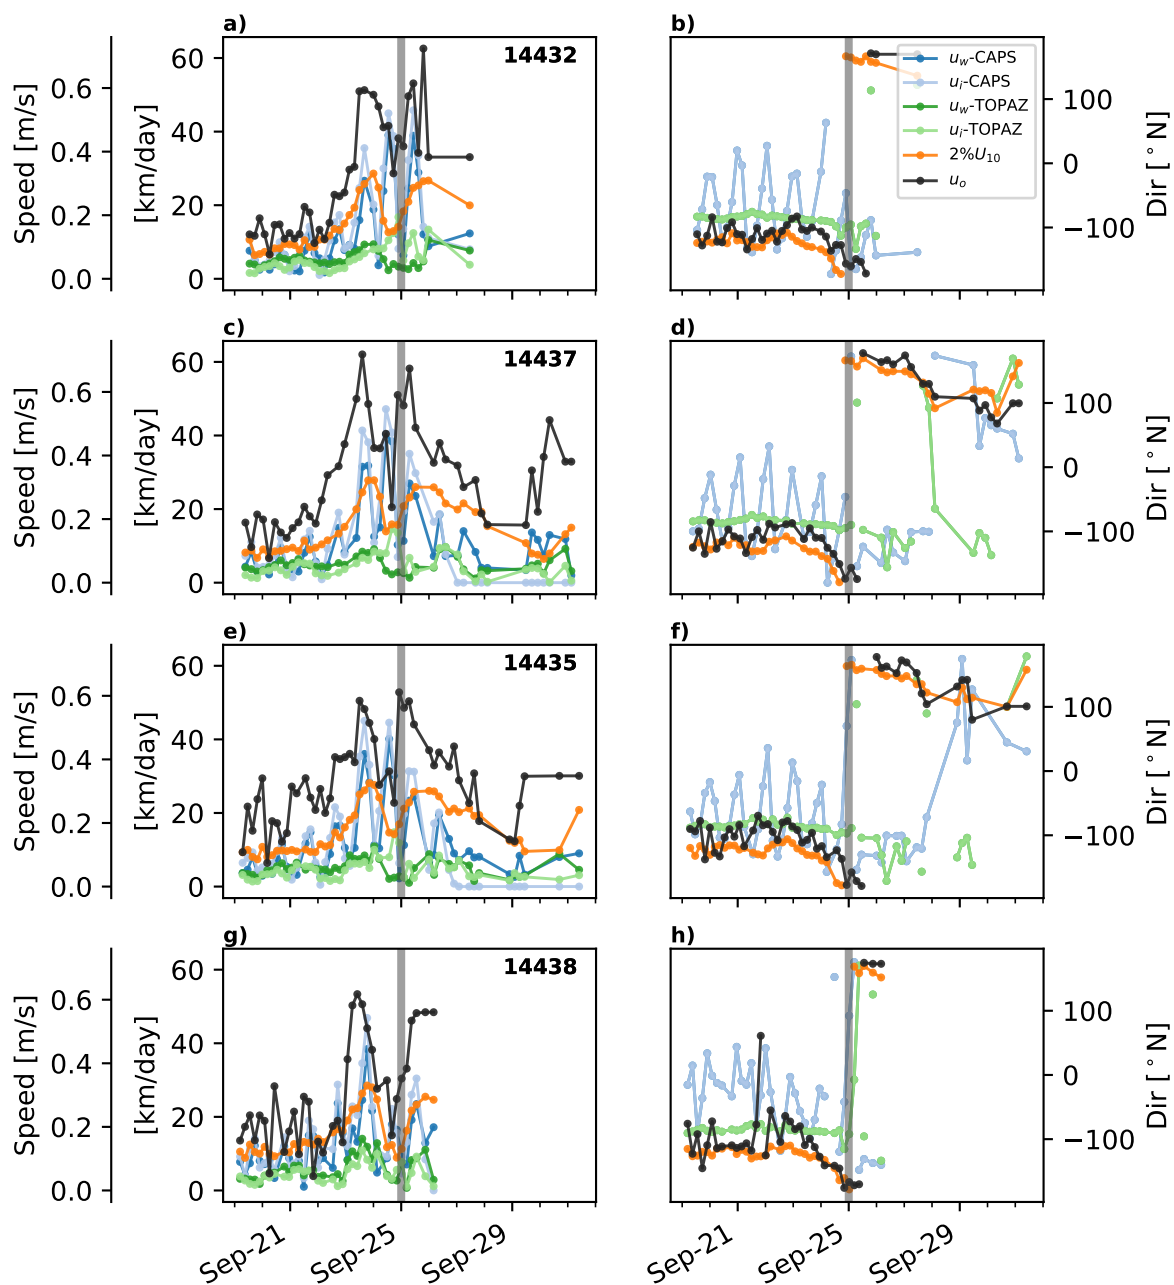 a)
b)
60
40
20
0
0.6
0.4
0.2
0.0
Speed [m/s]
[km/day]
14432
u_w-CAPS
u_i-CAPS
u_w-TOPAZ
u_i-TOPAZ
2%U_10
u_o
100
0
−100
Dir [°N]
c)
d)
60
40
20
0
0.6
0.4
0.2
0.0
Speed [m/s]
[km/day]
14437
100
0
−100
Dir [°N]
e)
f)
60
40
20
0
0.6
0.4
0.2
0.0
Speed [m/s]
[km/day]
14435
100
0
−100
Dir [°N]
g)
h)
60
40
20
0
0.6
0.4
0.2
0.0
Speed [m/s]
[km/day]
14438
100
0
−100
Dir [°N]
Sep-21
Sep-25
Sep-29
Sep-21
Sep-25
Sep-29